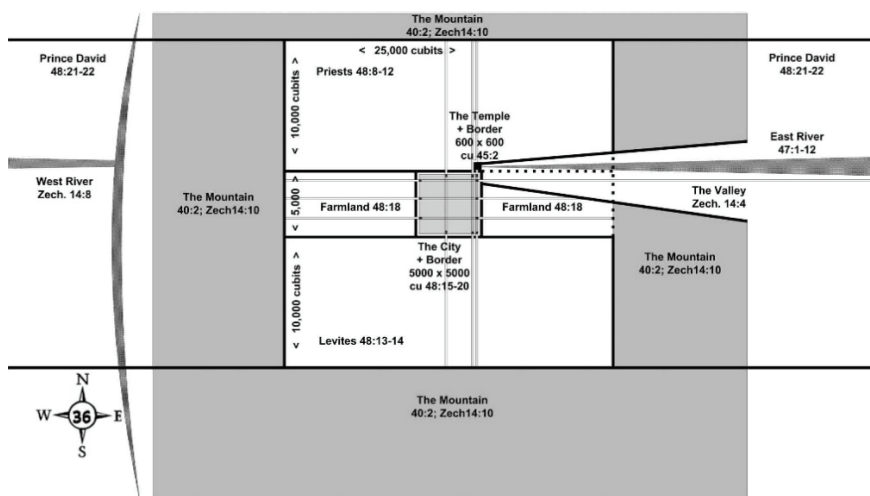 The Mountain
40:2; Zech14:10
Prince David
48:21-22
< 25,000 cubits >
Prince David
48:21-22
< 10,000 cubits >
Priests 48:8-12
The Temple
+ Border
600 x 600
cu 45:2
East River
47:1-12
West River
Zech. 14:8
The Mountain
40:2; Zech14:10
< 5,000 >
Farmland 48:18
Farmland 48:18
The Valley
Zech. 14:4
The City
+ Border
5000 x 5000
cu 48:15-20
The Mountain
40:2; Zech14:10
< 10,000 cubits >
Levites 48:13-14
The Mountain
40:2; Zech14:10
N
W 36 E
S